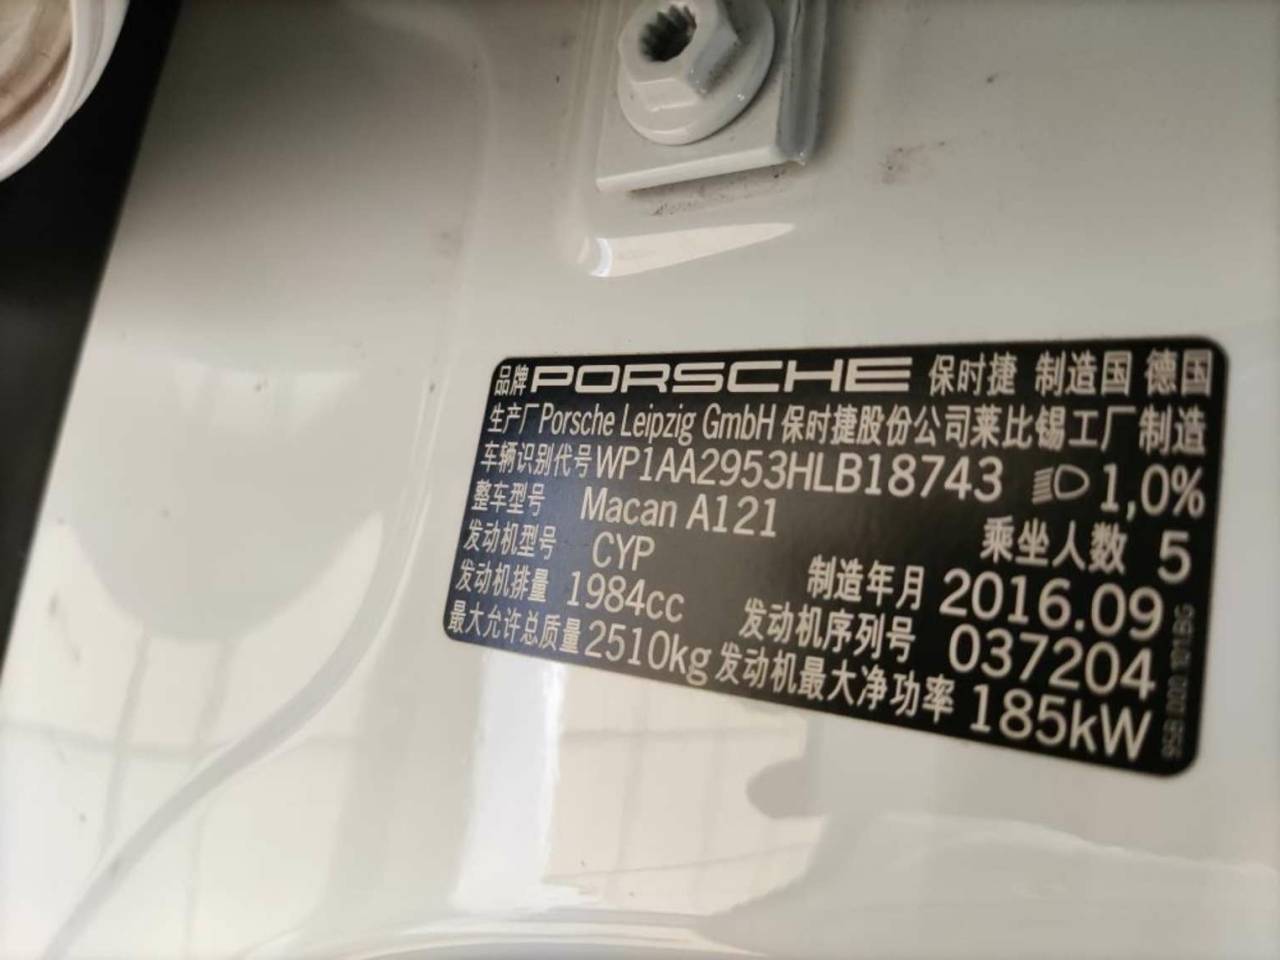 品牌 PORSCHE 保时捷 制造国 德国
生产厂 Porsche Leipzig GmbH 保时捷股份公司莱比锡工厂 制造
车辆识别代号 WP1AA2953HLB18743 1,0%
整车型号 Macan A121 乘坐人数 5
发动机型号 CYP 制造年月 2016.09
发动机排量 1984cc 发动机序列号 037204
最大允许总质量 2510kg 发动机最大净功率 185kW
95B 000 101 BG